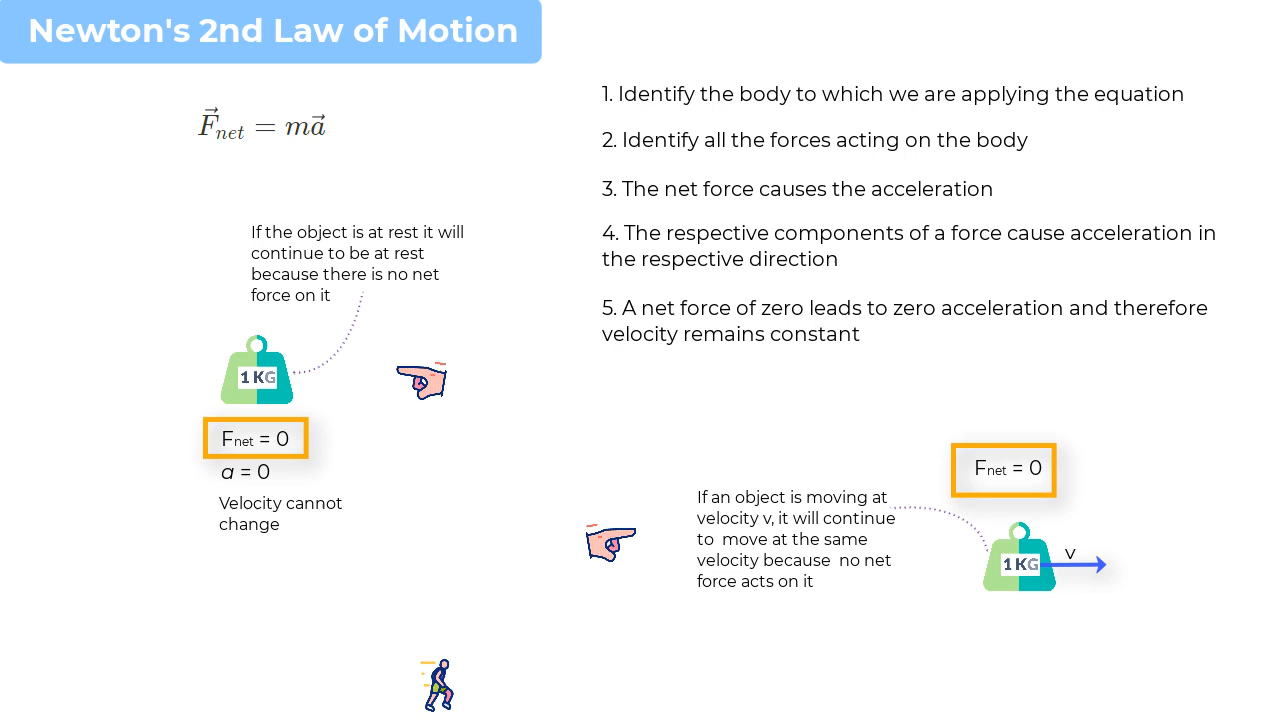 Newton's 2nd Law of Motion
F⃗net = ma⃗
1. Identify the body to which we are applying the equation
2. Identify all the forces acting on the body
3. The net force causes the acceleration
4. The respective components of a force cause acceleration in
the respective direction
5. A net force of zero leads to zero acceleration and therefore
velocity remains constant
If the object is at rest it will
continue to be at rest
because there is no net
force on it
1 KG
Fnet = 0
a = 0
Velocity cannot
change
Fnet = 0
If an object is moving at
velocity v, it will continue
to move at the same
velocity because no net
force acts on it
1 KG
v